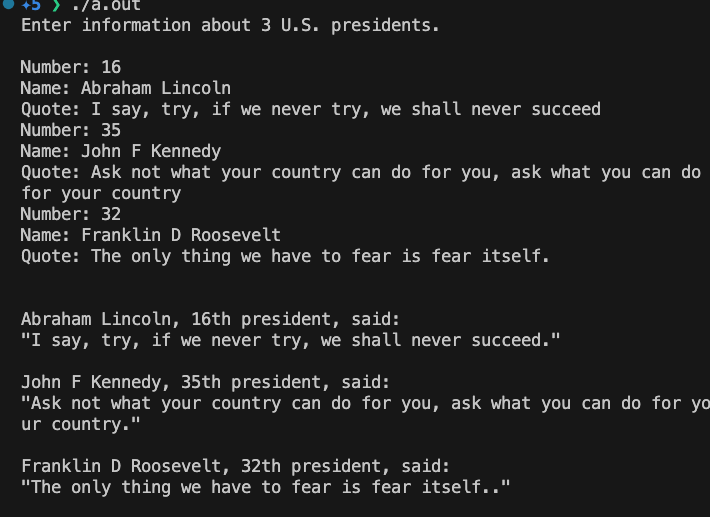 ✦5 ❯ ./a.out
Enter information about 3 U.S. presidents.
Number: 16
Name: Abraham Lincoln
Quote: I say, try, if we never try, we shall never succeed
Number: 35
Name: John F Kennedy
Quote: Ask not what your country can do for you, ask what you can do
for your country
Number: 32
Name: Franklin D Roosevelt
Quote: The only thing we have to fear is fear itself.
Abraham Lincoln, 16th president, said:
"I say, try, if we never try, we shall never succeed."
John F Kennedy, 35th president, said:
"Ask not what your country can do for you, ask what you can do for yo
ur country."
Franklin D Roosevelt, 32th president, said:
"The only thing we have to fear is fear itself.."